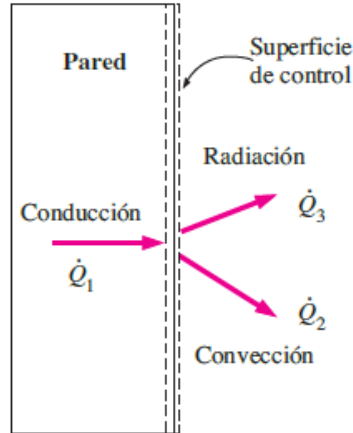 Pared
Superficie
de control
Radiación
Q̇₃
Conducción
Q̇₁
Q̇₂
Convección